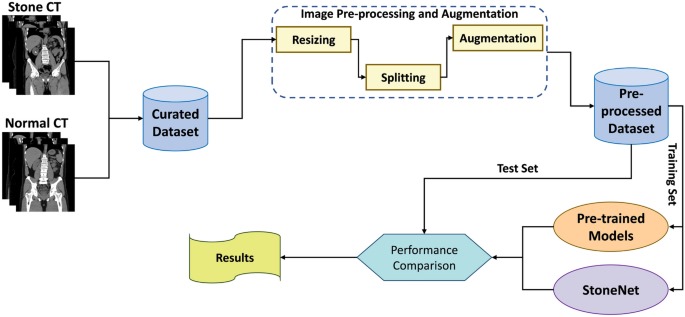 Stone CT
Normal CT
Curated
Dataset
Image Pre-processing and Augmentation
Resizing
Splitting
Augmentation
Pre-
processed
Dataset
Test Set
Training Set
Pre-trained
Models
StoneNet
Performance
Comparison
Results